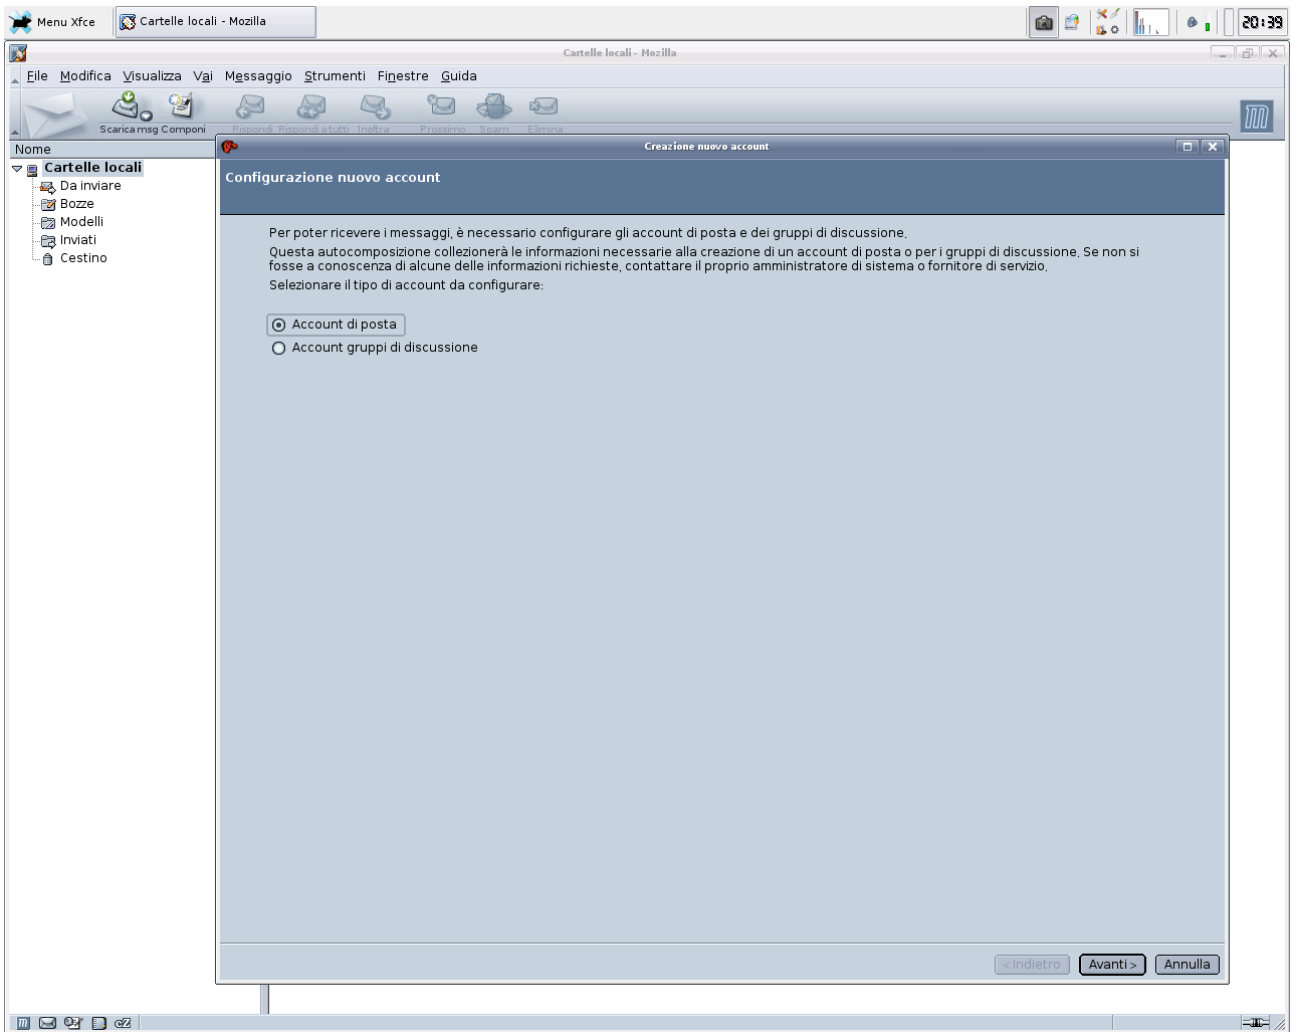 Menu Xfce
Cartelle locali - Mozilla
20:39
Cartelle locali - Mozilla
File Modifica Visualizza Vai Messaggio Strumenti Finestre Guida
Scarica msg Componi Rispondi Rispondi a tutti Inoltra Prossimo Spam Elimina
Nome
Creazione nuovo account
Cartelle locali
Da inviare
Bozze
Modelli
Inviati
Cestino
Configurazione nuovo account
Per poter ricevere i messaggi, è necessario configurare gli account di posta e dei gruppi di discussione.
Questa autocomposizione collezionerà le informazioni necessarie alla creazione di un account di posta o per i gruppi di discussione. Se non si
fosse a conoscenza di alcune delle informazioni richieste, contattare il proprio amministratore di sistema o fornitore di servizio.
Selezionare il tipo di account da configurare:
Account di posta
Account gruppi di discussione
< Indietro Avanti > Annulla